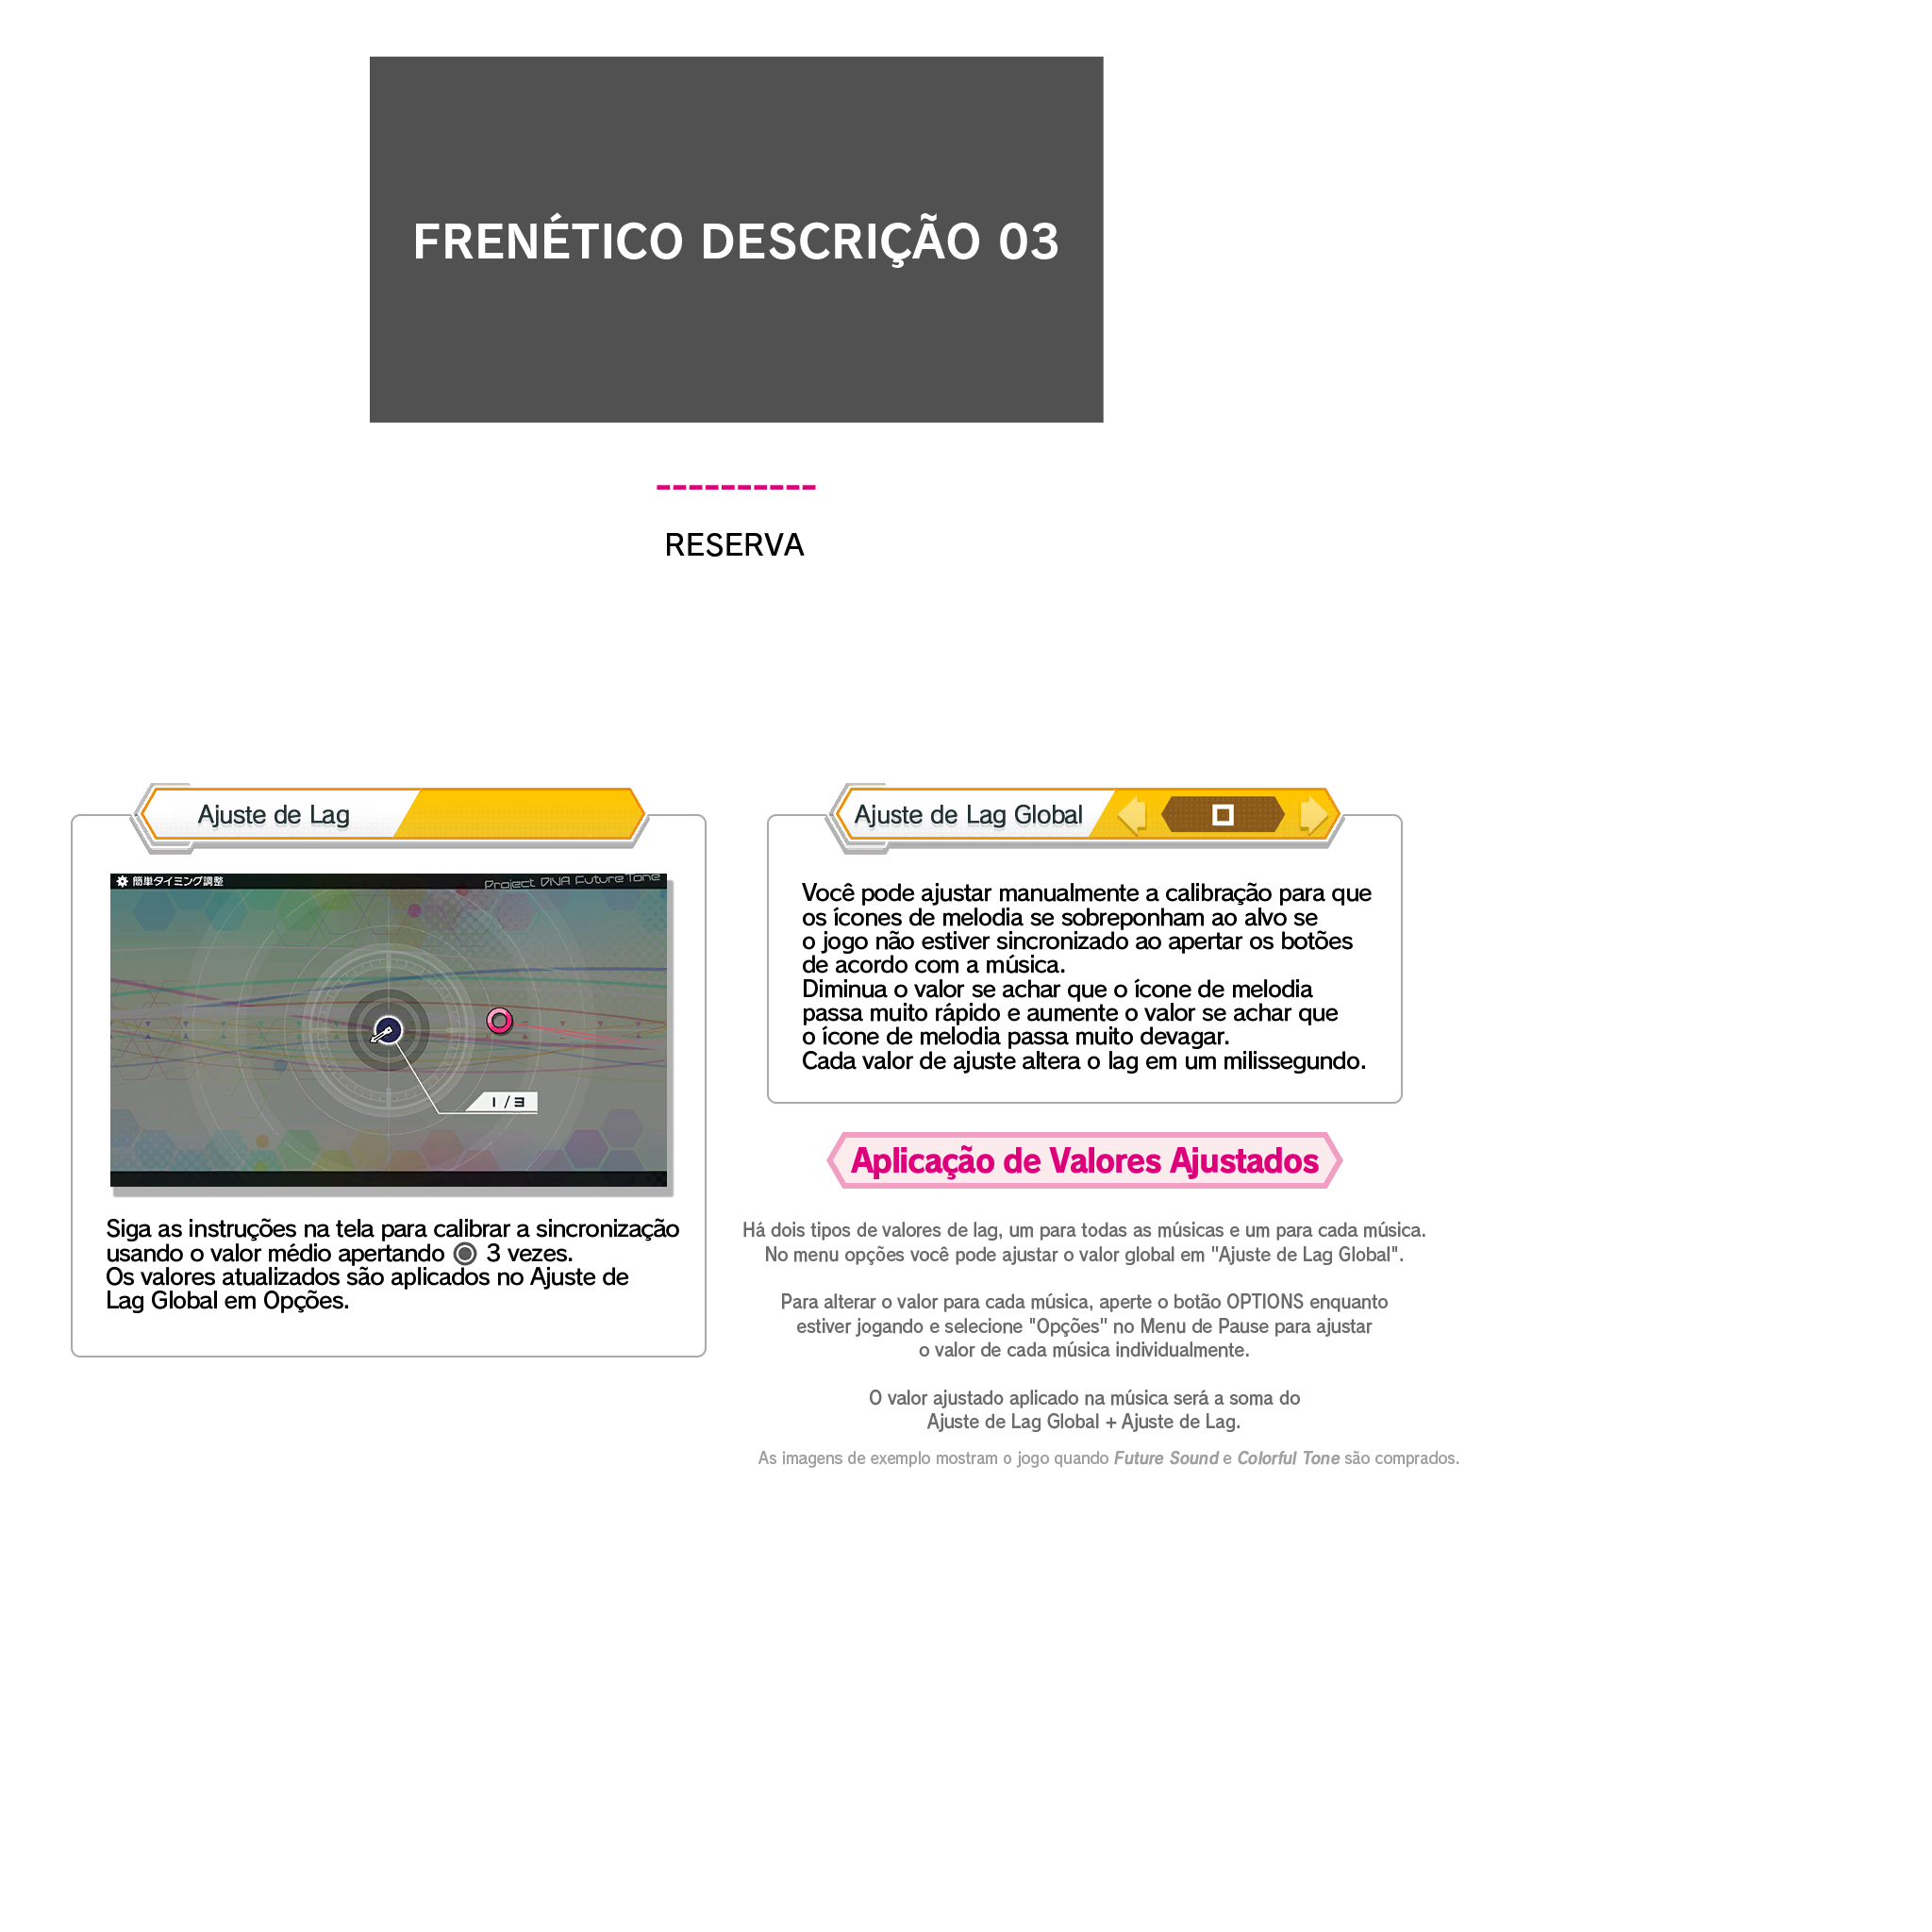 FRENÉTICO DESCRIÇÃO 03
----------
RESERVA
Ajuste de Lag
簡単タイミング調整
Project DIVA Future Tone
1 / 3
Siga as instruções na tela para calibrar a sincronização
usando o valor médio apertando ◉ 3 vezes.
Os valores atualizados são aplicados no Ajuste de
Lag Global em Opções.
Ajuste de Lag Global
0
Você pode ajustar manualmente a calibração para que
os ícones de melodia se sobreponham ao alvo se
o jogo não estiver sincronizado ao apertar os botões
de acordo com a música.
Diminua o valor se achar que o ícone de melodia
passa muito rápido e aumente o valor se achar que
o ícone de melodia passa muito devagar.
Cada valor de ajuste altera o lag em um milissegundo.
Aplicação de Valores Ajustados
Há dois tipos de valores de lag, um para todas as músicas e um para cada música.
No menu opções você pode ajustar o valor global em "Ajuste de Lag Global".
Para alterar o valor para cada música, aperte o botão OPTIONS enquanto
estiver jogando e selecione "Opções" no Menu de Pause para ajustar
o valor de cada música individualmente.
O valor ajustado aplicado na música será a soma do
Ajuste de Lag Global + Ajuste de Lag.
As imagens de exemplo mostram o jogo quando Future Sound e Colorful Tone são comprados.